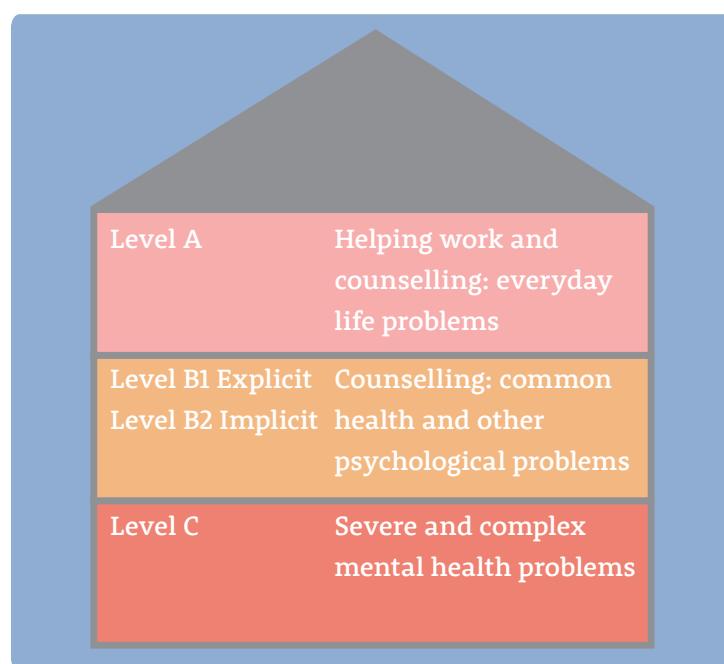 Level A Helping work and
counselling: everyday
life problems
Level B1 Explicit Counselling: common
Level B2 Implicit health and other
psychological problems
Level C Severe and complex
mental health problems